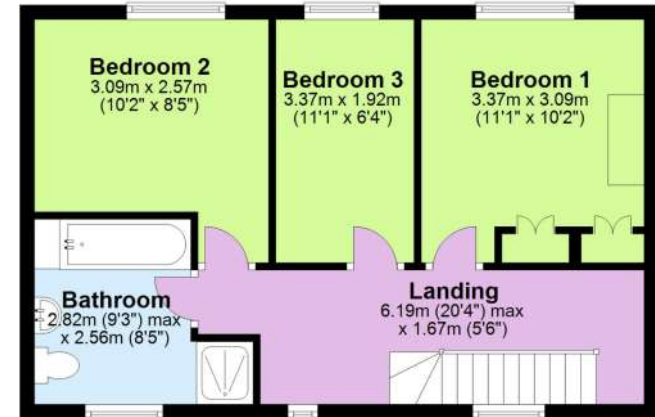 Bedroom 2
3.09m x 2.57m
(10'2" x 8'5")
Bedroom 3
3.37m x 1.92m
(11'1" x 6'4")
Bedroom 1
3.37m x 3.09m
(11'1" x 10'2")
Bathroom
2.82m (9'3") max
x 2.56m (8'5")
Landing
6.19m (20'4") max
x 1.67m (5'6")